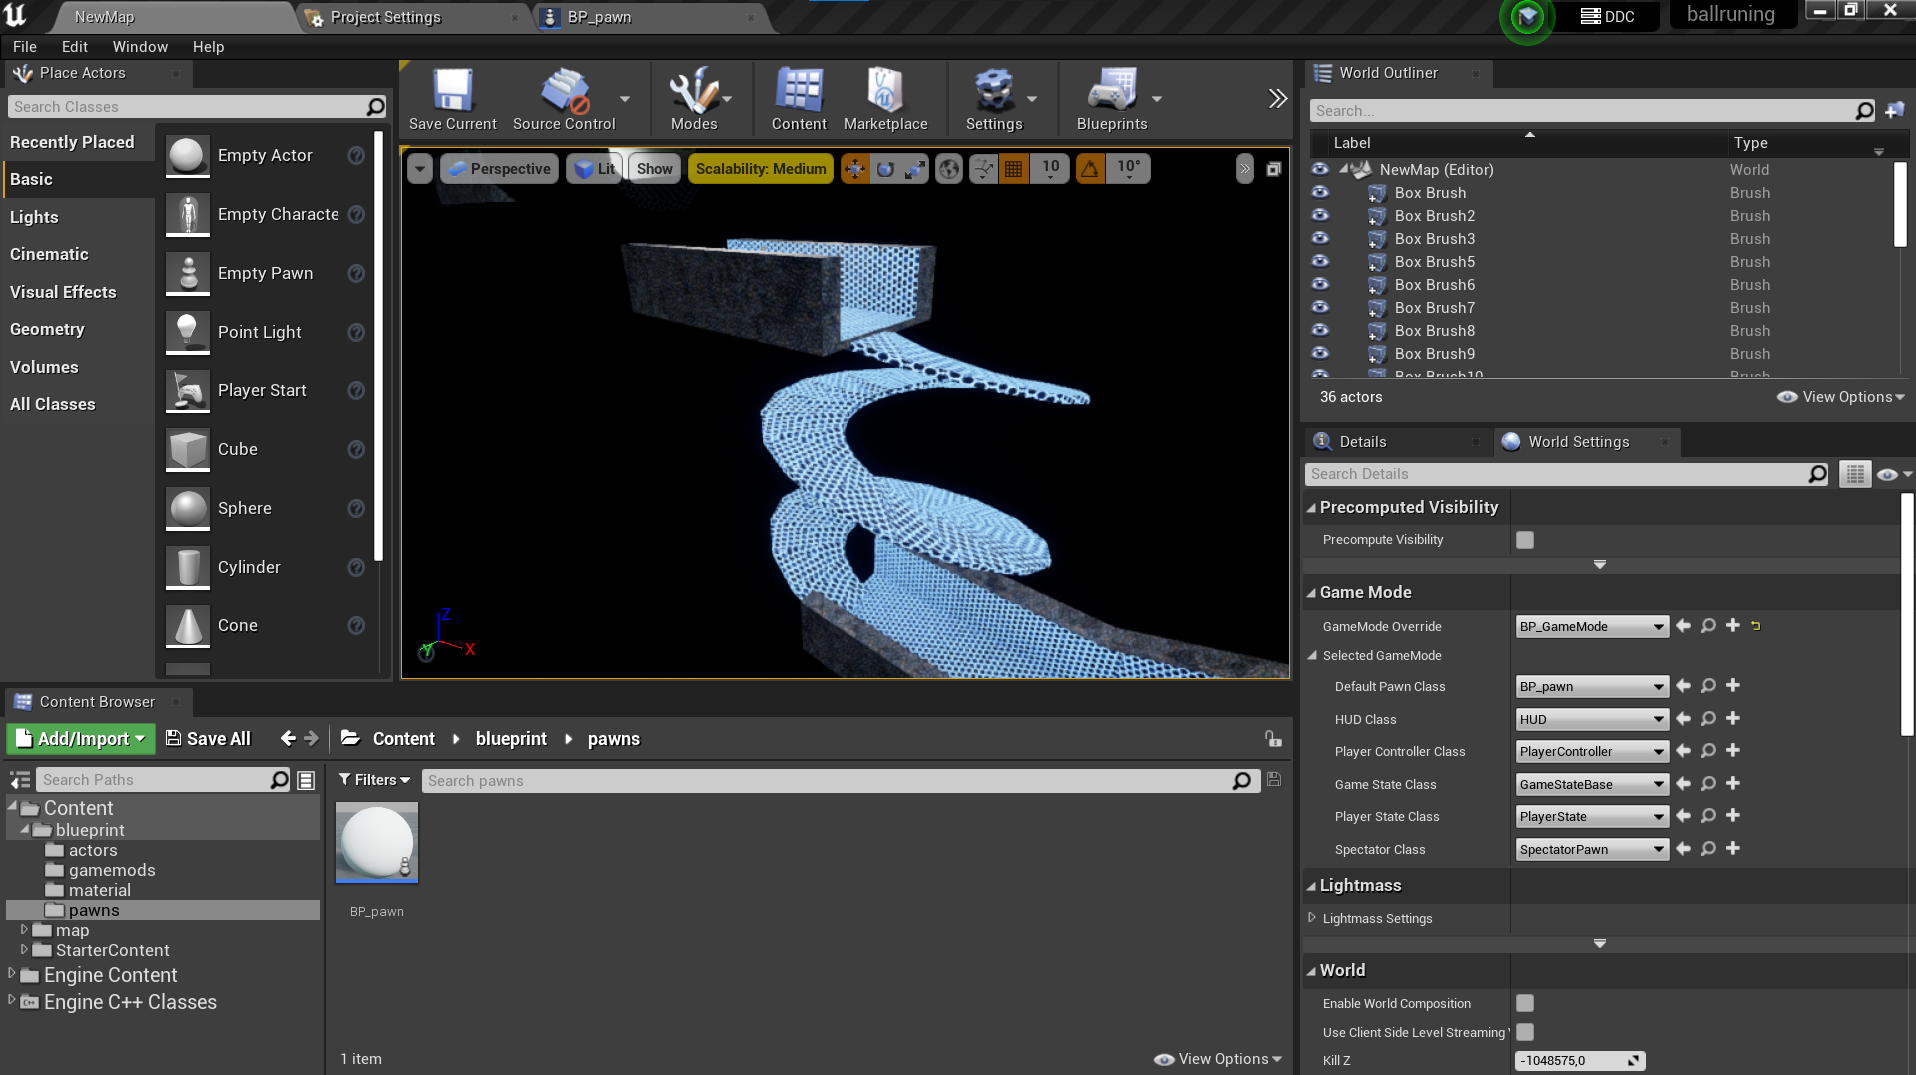 NewMap
Project Settings
BP_pawn
DDC
ballruning
File Edit Window Help
Place Actors
Search Classes
Recently Placed
Basic
Lights
Cinematic
Visual Effects
Geometry
Volumes
All Classes
Empty Actor
Empty Characte
Empty Pawn
Point Light
Player Start
Cube
Sphere
Cylinder
Cone
Save Current
Source Control
Modes
Content
Marketplace
Settings
Blueprints
Perspective
Lit
Show
Scalability: Medium
10
10°
Z
X
Y
World Outliner
Search...
Label Type
NewMap (Editor) World
Box Brush Brush
Box Brush2 Brush
Box Brush3 Brush
Box Brush5 Brush
Box Brush6 Brush
Box Brush7 Brush
Box Brush8 Brush
Box Brush9 Brush
Box Brush10 Brush
36 actors
View Options
Details
World Settings
Search Details
Precomputed Visibility
Precompute Visibility
Game Mode
GameMode Override BP_GameMode
Selected GameMode
Default Pawn Class BP_pawn
HUD Class HUD
Player Controller Class PlayerController
Game State Class GameStateBase
Player State Class PlayerState
Spectator Class SpectatorPawn
Lightmass
Lightmass Settings
World
Enable World Composition
Use Client Side Level Streaming
Kill Z -1048575,0
Content Browser
Add/Import
Save All
Content
blueprint
pawns
Search Paths
Filters
Search pawns
Content
blueprint
actors
gamemods
material
pawns
map
StarterContent
Engine Content
C++
Engine C++ Classes
BP_pawn
1 item
View Options